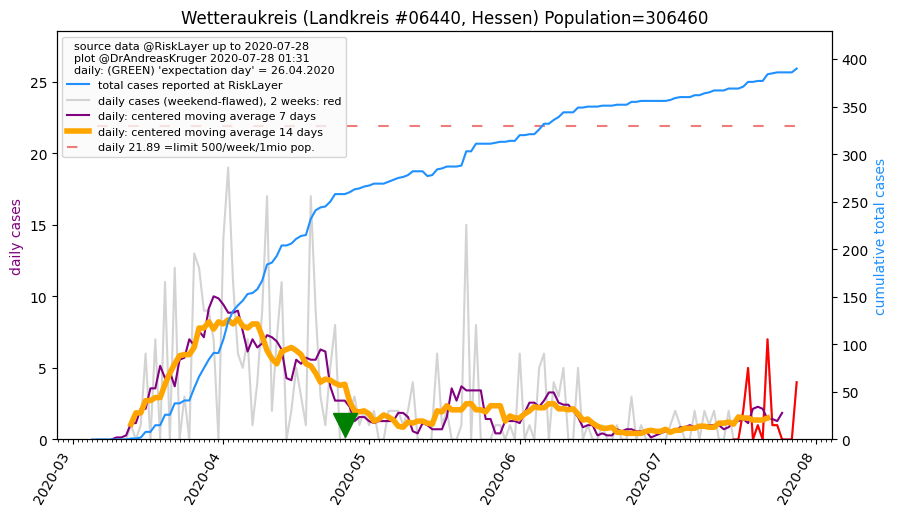 Wetteraukreis (Landkreis #06440, Hessen) Population=306460
source data @RiskLayer up to 2020-07-28
plot @DrAndreasKruger 2020-07-28 01:31
daily: (GREEN) 'expectation day' = 26.04.2020
total cases reported at RiskLayer
daily cases (weekend-flawed), 2 weeks: red
daily: centered moving average 7 days
daily: centered moving average 14 days
daily 21.89 =limit 500/week/1mio pop.
daily cases
25
20
15
10
5
0
cumulative total cases
400
350
300
250
200
150
100
50
0
2020-03
2020-04
2020-05
2020-06
2020-07
2020-08